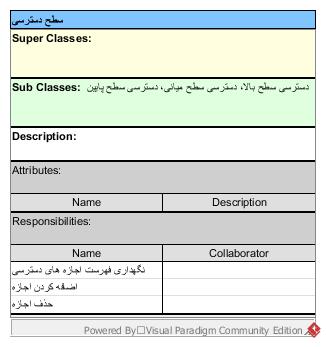 سطح دسترسی
Super Classes:
Sub Classes: دسترسی سطح بالا، دسترسی سطح میانی، دسترسی سطح پایین
Description:
Attributes:
Name Description
Responsibilities:
Name Collaborator
نگهداری فهرست اجازه های دسترسی
اضافه کردن اجازه
حذف اجازه
Powered By□Visual Paradigm Community Edition